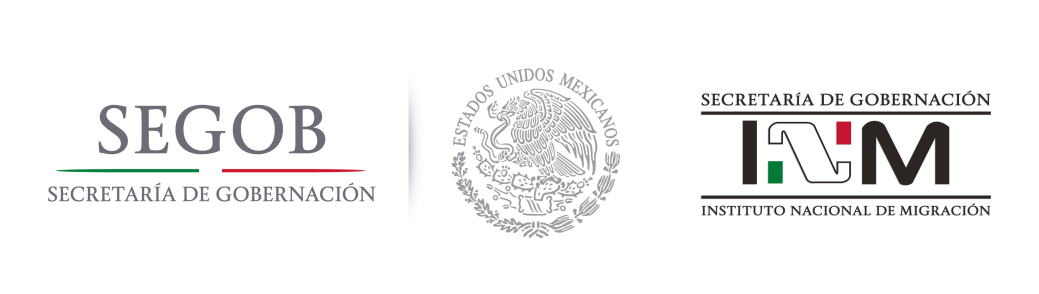 SEGOB
SECRETARÍA DE GOBERNACIÓN
ESTADOS UNIDOS MEXICANOS
SECRETARÍA DE GOBERNACIÓN
INM
INSTITUTO NACIONAL DE MIGRACIÓN